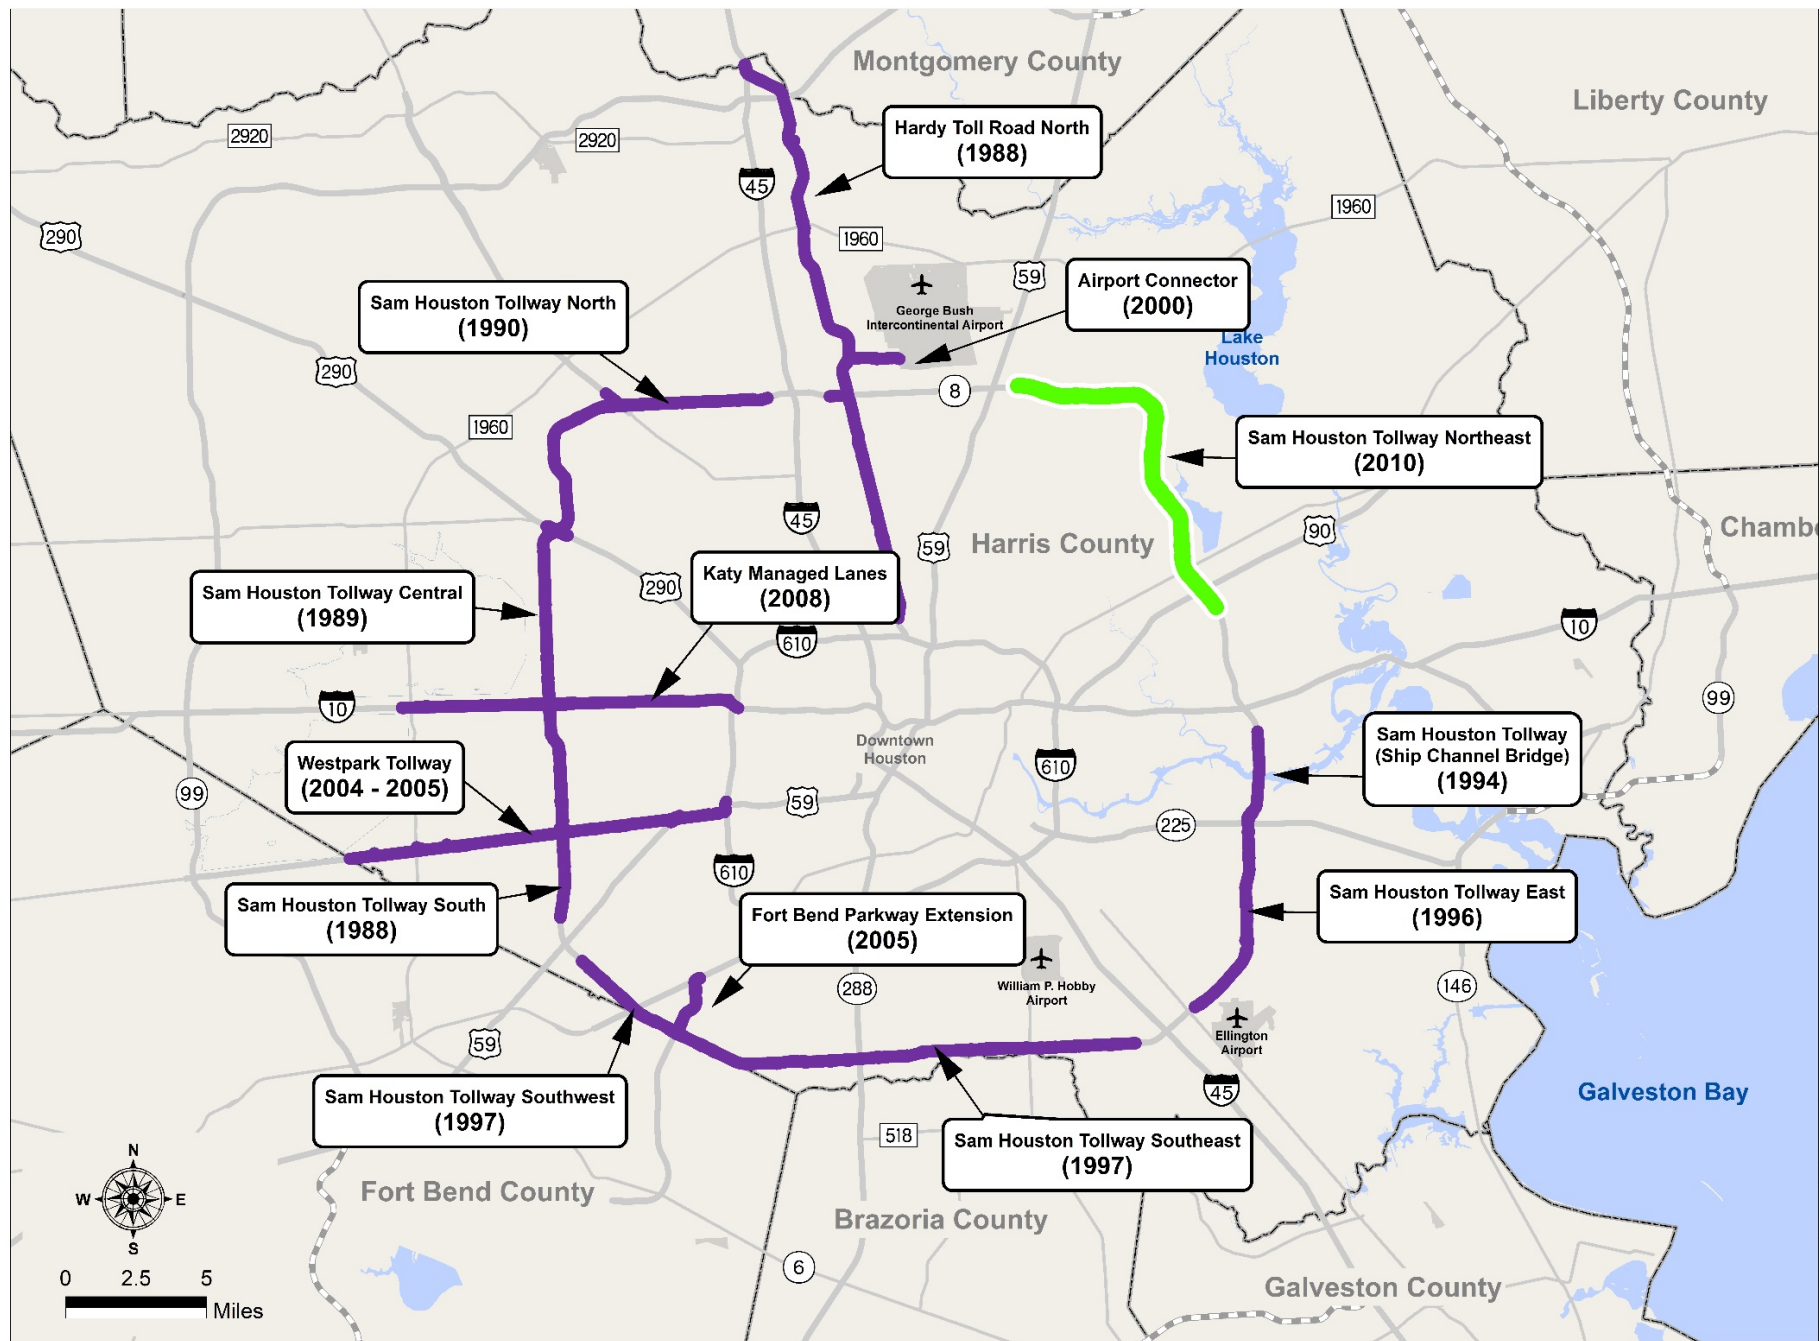 Montgomery County
Liberty County
Hardy Toll Road North
(1988)
2920
2920
45
1960
290
1960
59
Airport Connector
(2000)
George Bush
Intercontinental Airport
Sam Houston Tollway North
(1990)
Lake
Houston
290
8
1960
Sam Houston Tollway Northeast
(2010)
45
90
Chambe
59
Harris County
Katy Managed Lanes
(2008)
290
Sam Houston Tollway Central
(1989)
610
10
10
99
Downtown
Houston
Sam Houston Tollway
(Ship Channel Bridge)
(1994)
Westpark Tollway
(2004 - 2005)
610
99
59
225
610
Sam Houston Tollway South
(1988)
Fort Bend Parkway Extension
(2005)
Sam Houston Tollway East
(1996)
William P. Hobby
Airport
288
146
Ellington
Airport
59
45
Galveston Bay
Sam Houston Tollway Southwest
(1997)
518
Sam Houston Tollway Southeast
(1997)
N
W E
S
Fort Bend County
Brazoria County
6
Galveston County
0 2.5 5
Miles